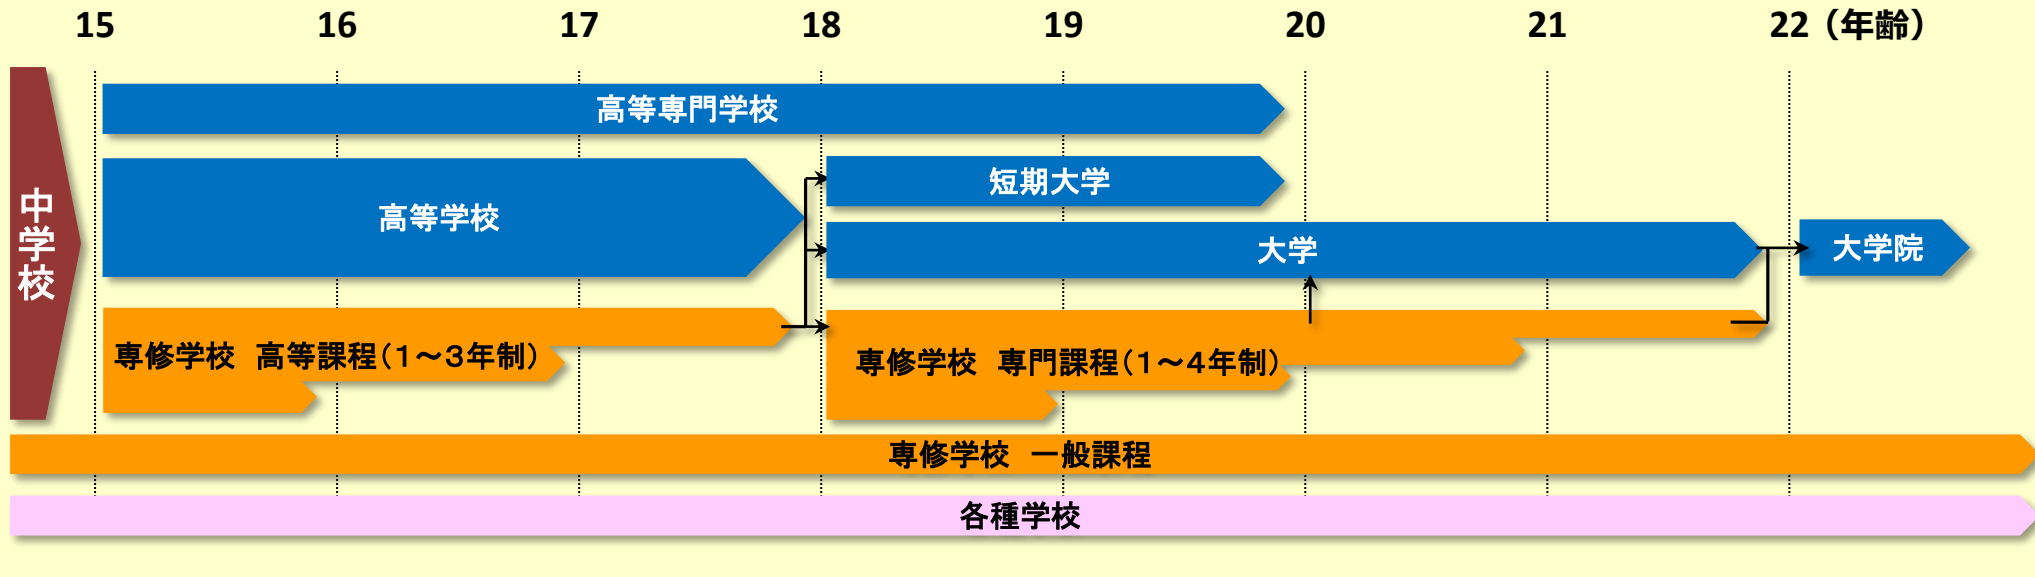 15 16 17 18 19 20 21 22（年齢）
中学校
高等専門学校
高等学校
短期大学
大学
大学院
専修学校　高等課程（１～３年制）
専修学校　専門課程（１～４年制）
専修学校　一般課程
各種学校